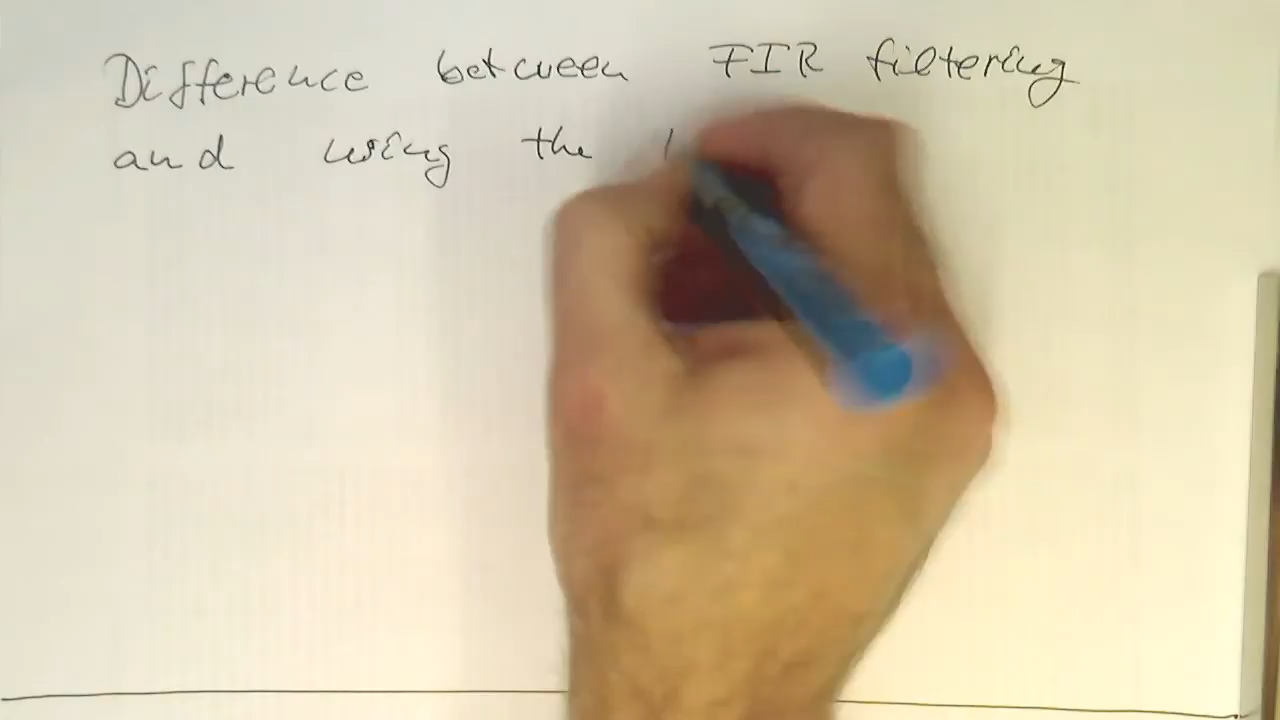 Difference between FIR filtering
and using the